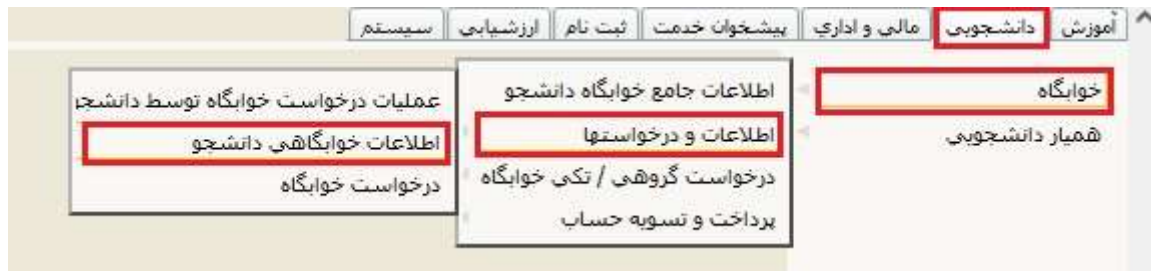 آموزش دانشجویی مالی و اداري پیشخوان خدمت ثبت نام ارزشیابی سیستم
خوابگاه
همیار دانشجویی
اطلاعات جامع خوابگاه دانشجو
اطلاعات و درخواستها
درخواست گروهی / تکی خوابگاه
پرداخت و تسویه حساب
عملیات درخواست خوابگاه توسط دانشجو
اطلاعات خوابگاهی دانشجو
درخواست خوابگاه